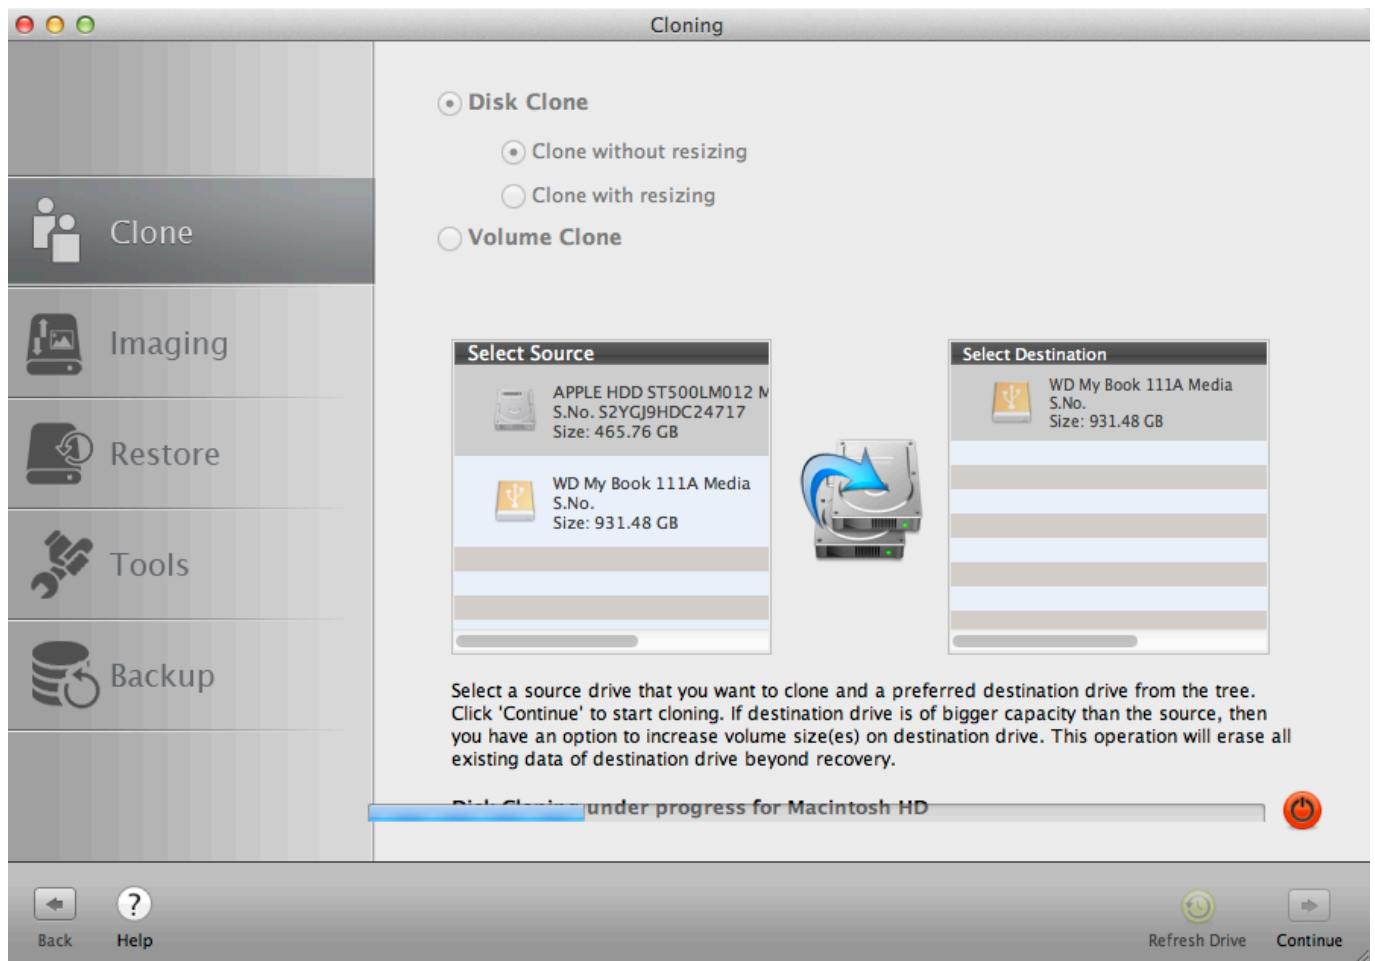 Cloning
Disk Clone
Clone without resizing
Clone with resizing
Volume Clone
Clone
Imaging
Restore
Tools
Backup
Select Source
APPLE HDD ST500LM012 M
S.No. S2YGJ9HDC24717
Size: 465.76 GB
WD My Book 111A Media
S.No.
Size: 931.48 GB
Select Destination
WD My Book 111A Media
S.No.
Size: 931.48 GB
Select a source drive that you want to clone and a preferred destination drive from the tree.
Click 'Continue' to start cloning. If destination drive is of bigger capacity than the source, then
you have an option to increase volume size(es) on destination drive. This operation will erase all
existing data of destination drive beyond recovery.
Disk Cloning under progress for Macintosh HD
?
Back
Help
Refresh Drive
Continue